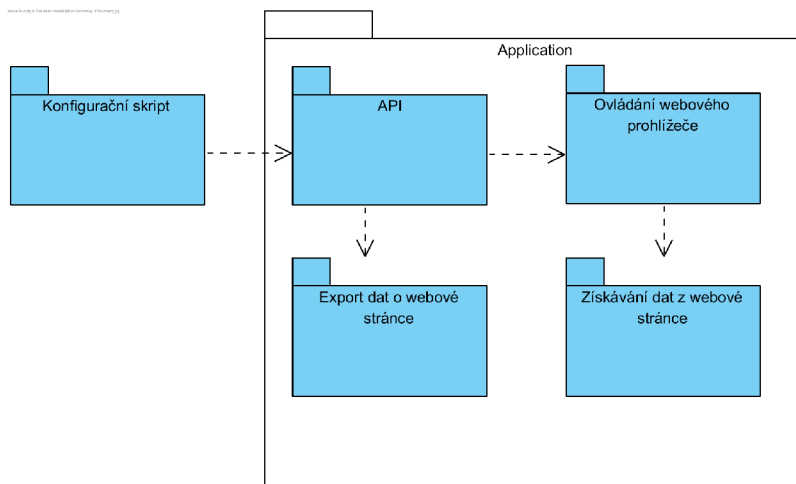 Application
Konfigurační skript
API
Ovládání webového
prohlížeče
Export dat o webové
stránce
Získávání dat z webové
stránce